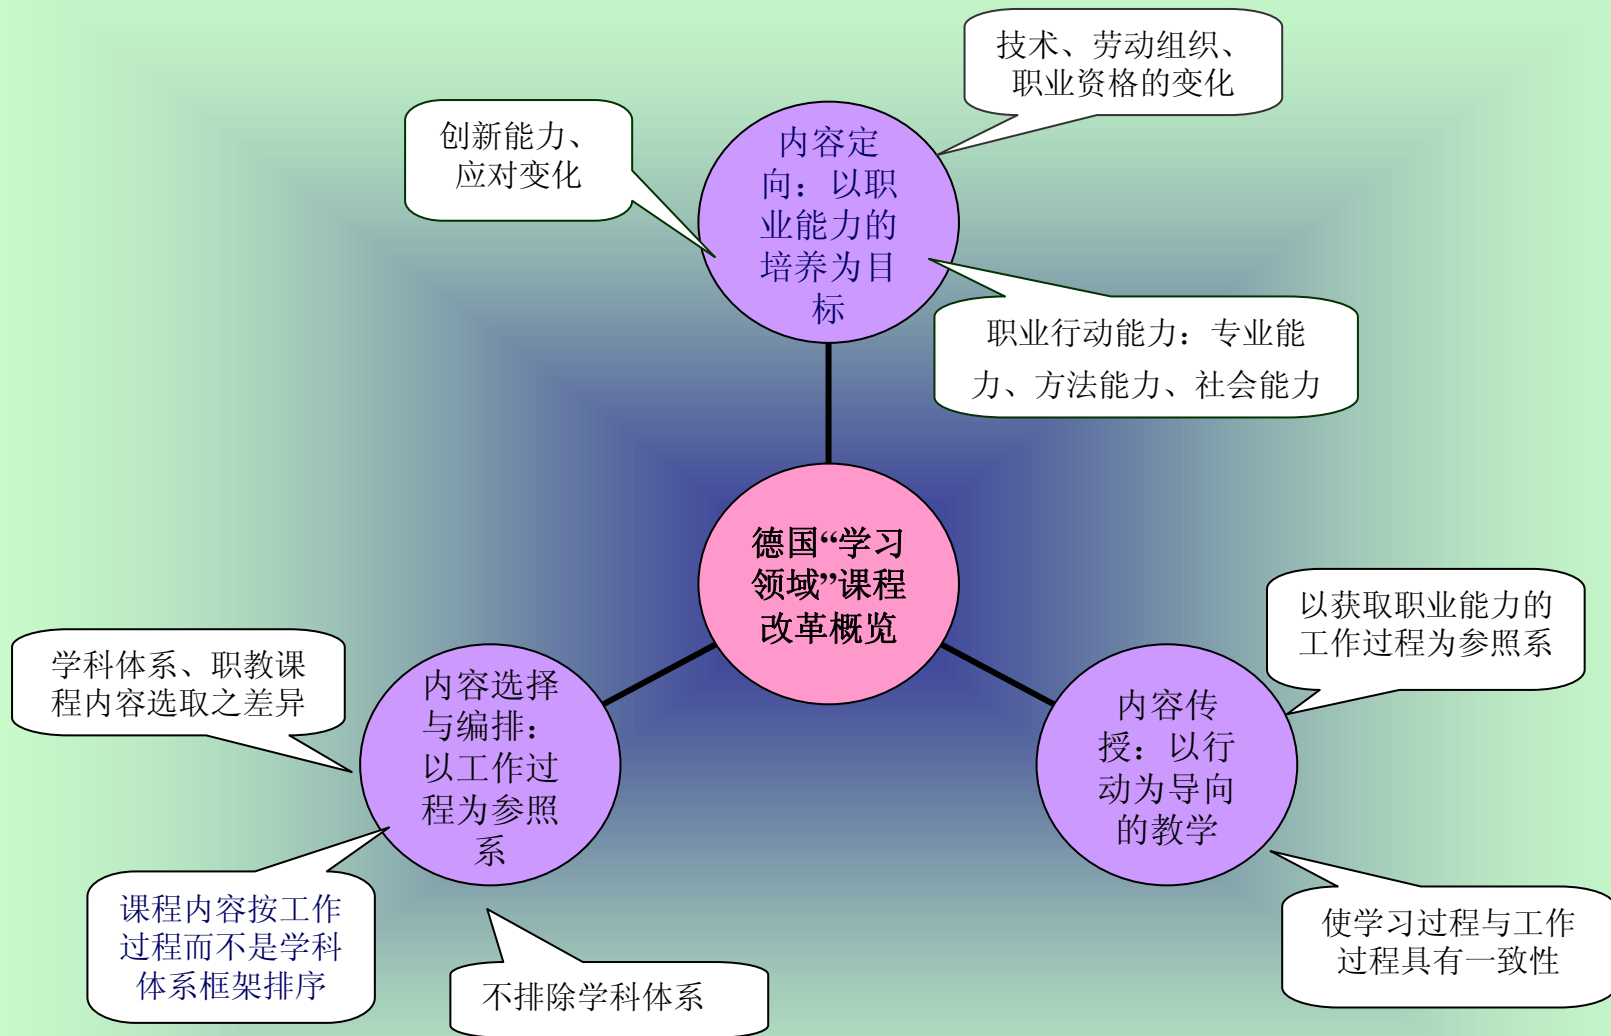 技术、劳动组织、
职业资格的变化
创新能力、
应对变化
内容定
向：以职
业能力的
培养为目
标
职业行动能力：专业能
力、方法能力、社会能力
德国“学习
领域”课程
改革概览
以获取职业能力的
工作过程为参照系
学科体系、职教课
程内容选取之差异
内容选择
与编排：
以工作过
程为参照
系
内容传
授：以行
动为导向
的教学
课程内容按工作
过程而不是学科
体系框架排序
不排除学科体系
使学习过程与工作
过程具有一致性